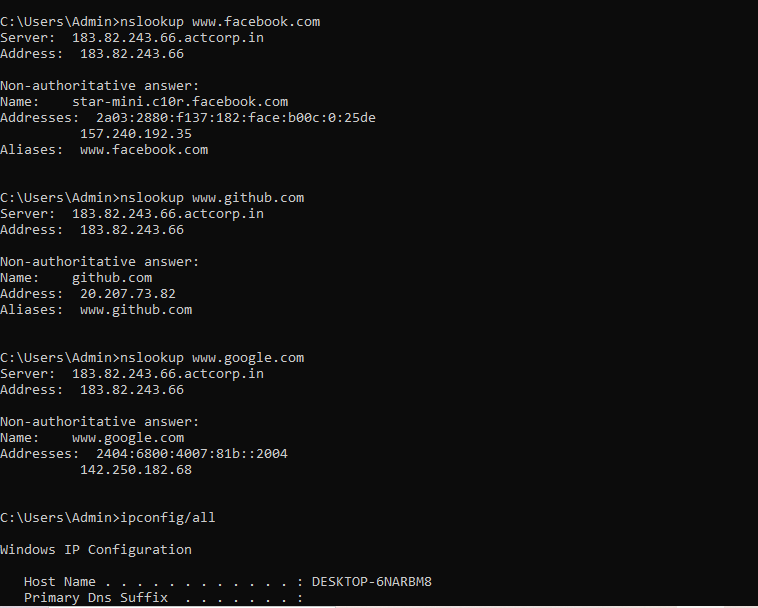 C:\Users\Admin>nslookup www.facebook.com
Server:  183.82.243.66.actcorp.in
Address:  183.82.243.66

Non-authoritative answer:
Name:    star-mini.c10r.facebook.com
Addresses:  2a03:2880:f137:182:face:b00c:0:25de
          157.240.192.35
Aliases:  www.facebook.com

C:\Users\Admin>nslookup www.github.com
Server:  183.82.243.66.actcorp.in
Address:  183.82.243.66

Non-authoritative answer:
Name:    github.com
Address:  20.207.73.82
Aliases:  www.github.com

C:\Users\Admin>nslookup www.google.com
Server:  183.82.243.66.actcorp.in
Address:  183.82.243.66

Non-authoritative answer:
Name:    www.google.com
Addresses:  2404:6800:4007:81b::2004
          142.250.182.68

C:\Users\Admin>ipconfig/all

Windows IP Configuration

   Host Name . . . . . . . . . . . . : DESKTOP-6NARBM8
   Primary Dns Suffix  . . . . . . . :